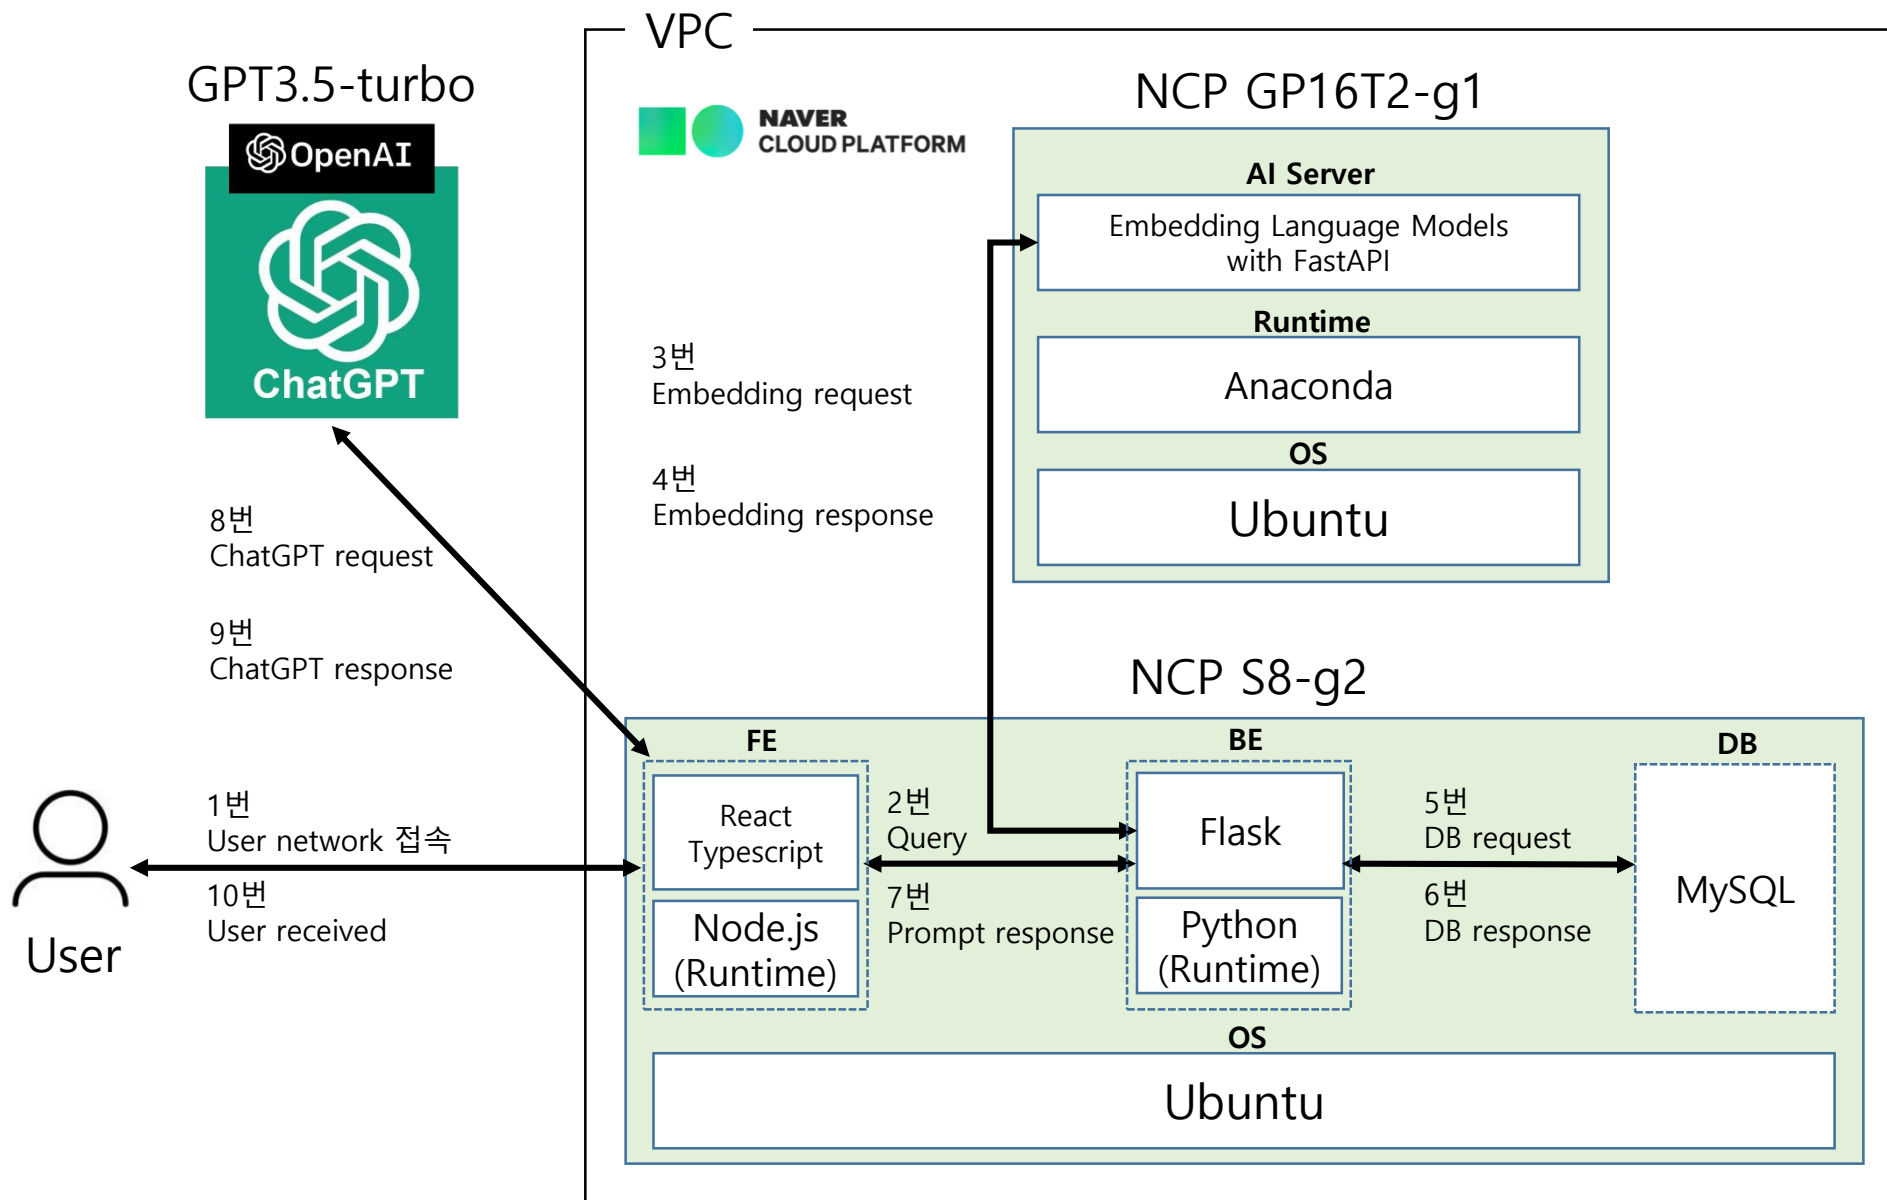 VPC
GPT3.5-turbo
OpenAI
ChatGPT
NAVER
CLOUD PLATFORM
NCP GP16T2-g1
AI Server
Embedding Language Models
with FastAPI
Runtime
Anaconda
OS
Ubuntu
3번
Embedding request
4번
Embedding response
8번
ChatGPT request
9번
ChatGPT response
NCP S8-g2
FE
React
Typescript
Node.js
(Runtime)
BE
Flask
Python
(Runtime)
DB
MySQL
1번
User network 접속
10번
User received
User
2번
Query
7번
Prompt response
5번
DB request
6번
DB response
OS
Ubuntu